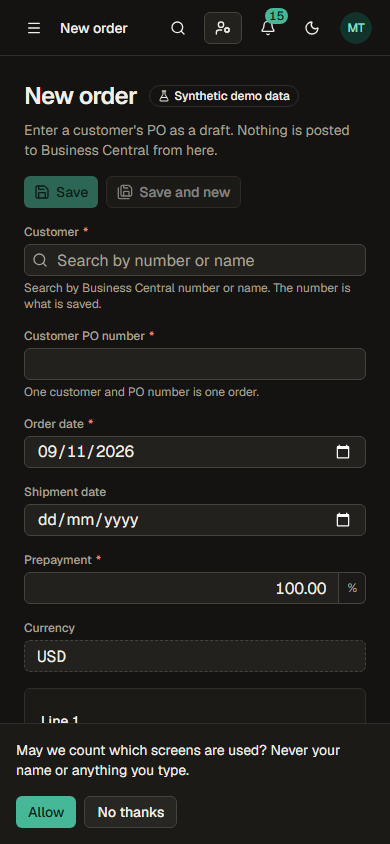 New order
15
MT
New order
Synthetic demo data
Enter a customer's PO as a draft. Nothing is posted
to Business Central from here.
Save
Save and new
Customer *
Search by number or name
Search by Business Central number or name. The number is
what is saved.
Customer PO number *
One customer and PO number is one order.
Order date *
09/11/2026
Shipment date
dd/mm/yyyy
Prepayment *
100.00 %
Currency
USD
Line 1
May we count which screens are used? Never your
name or anything you type.
Allow
No thanks